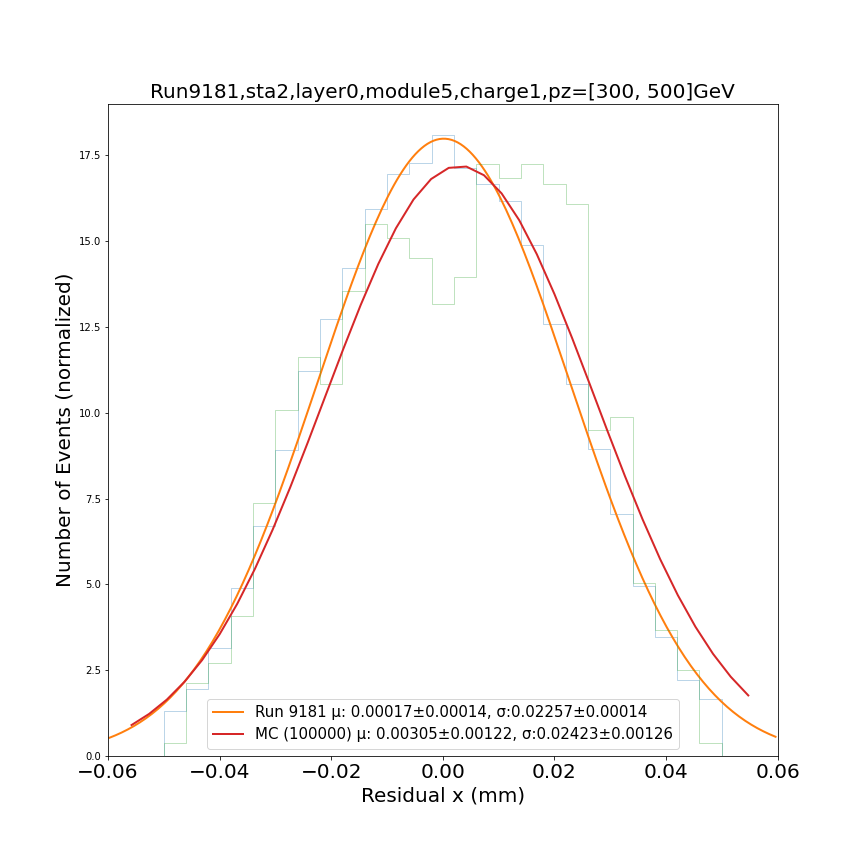 Run9181,sta2,layer0,module5,charge1,pz=[300, 500]GeV
Number of Events (normalized)
17.5
15.0
12.5
10.0
7.5
5.0
2.5
0.0
Run 9181 μ: 0.00017±0.00014, σ:0.02257±0.00014
MC (100000) μ: 0.00305±0.00122, σ:0.02423±0.00126
−0.06 −0.04 −0.02 0.00 0.02 0.04 0.06
Residual x (mm)